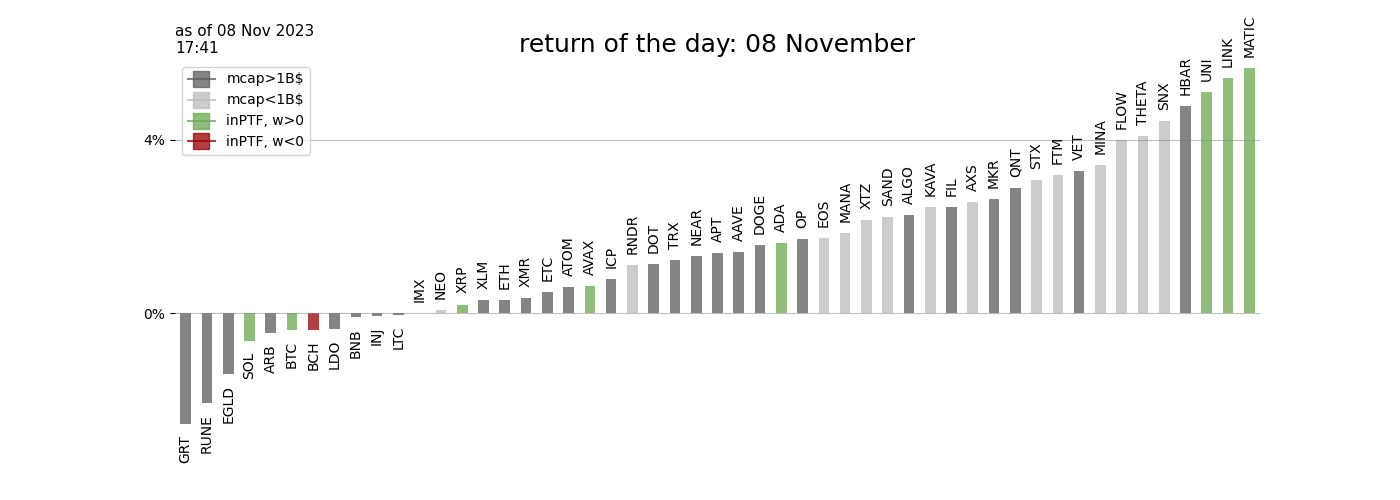 as of 08 Nov 2023
17:41
return of the day: 08 November
mcap>1B$
mcap<1B$
inPTF, w>0
inPTF, w<0
4%
0%
GRT
RUNE
EGLD
SOL
ARB
BTC
BCH
LDO
BNB
INJ
LTC
IMX
NEO
XRP
XLM
ETH
XMR
ETC
ATOM
AVAX
ICP
RNDR
DOT
TRX
NEAR
APT
AAVE
DOGE
ADA
OP
EOS
MANA
XTZ
SAND
ALGO
KAVA
FIL
AXS
MKR
QNT
STX
FTM
VET
MINA
FLOW
THETA
SNX
HBAR
UNI
LINK
MATIC